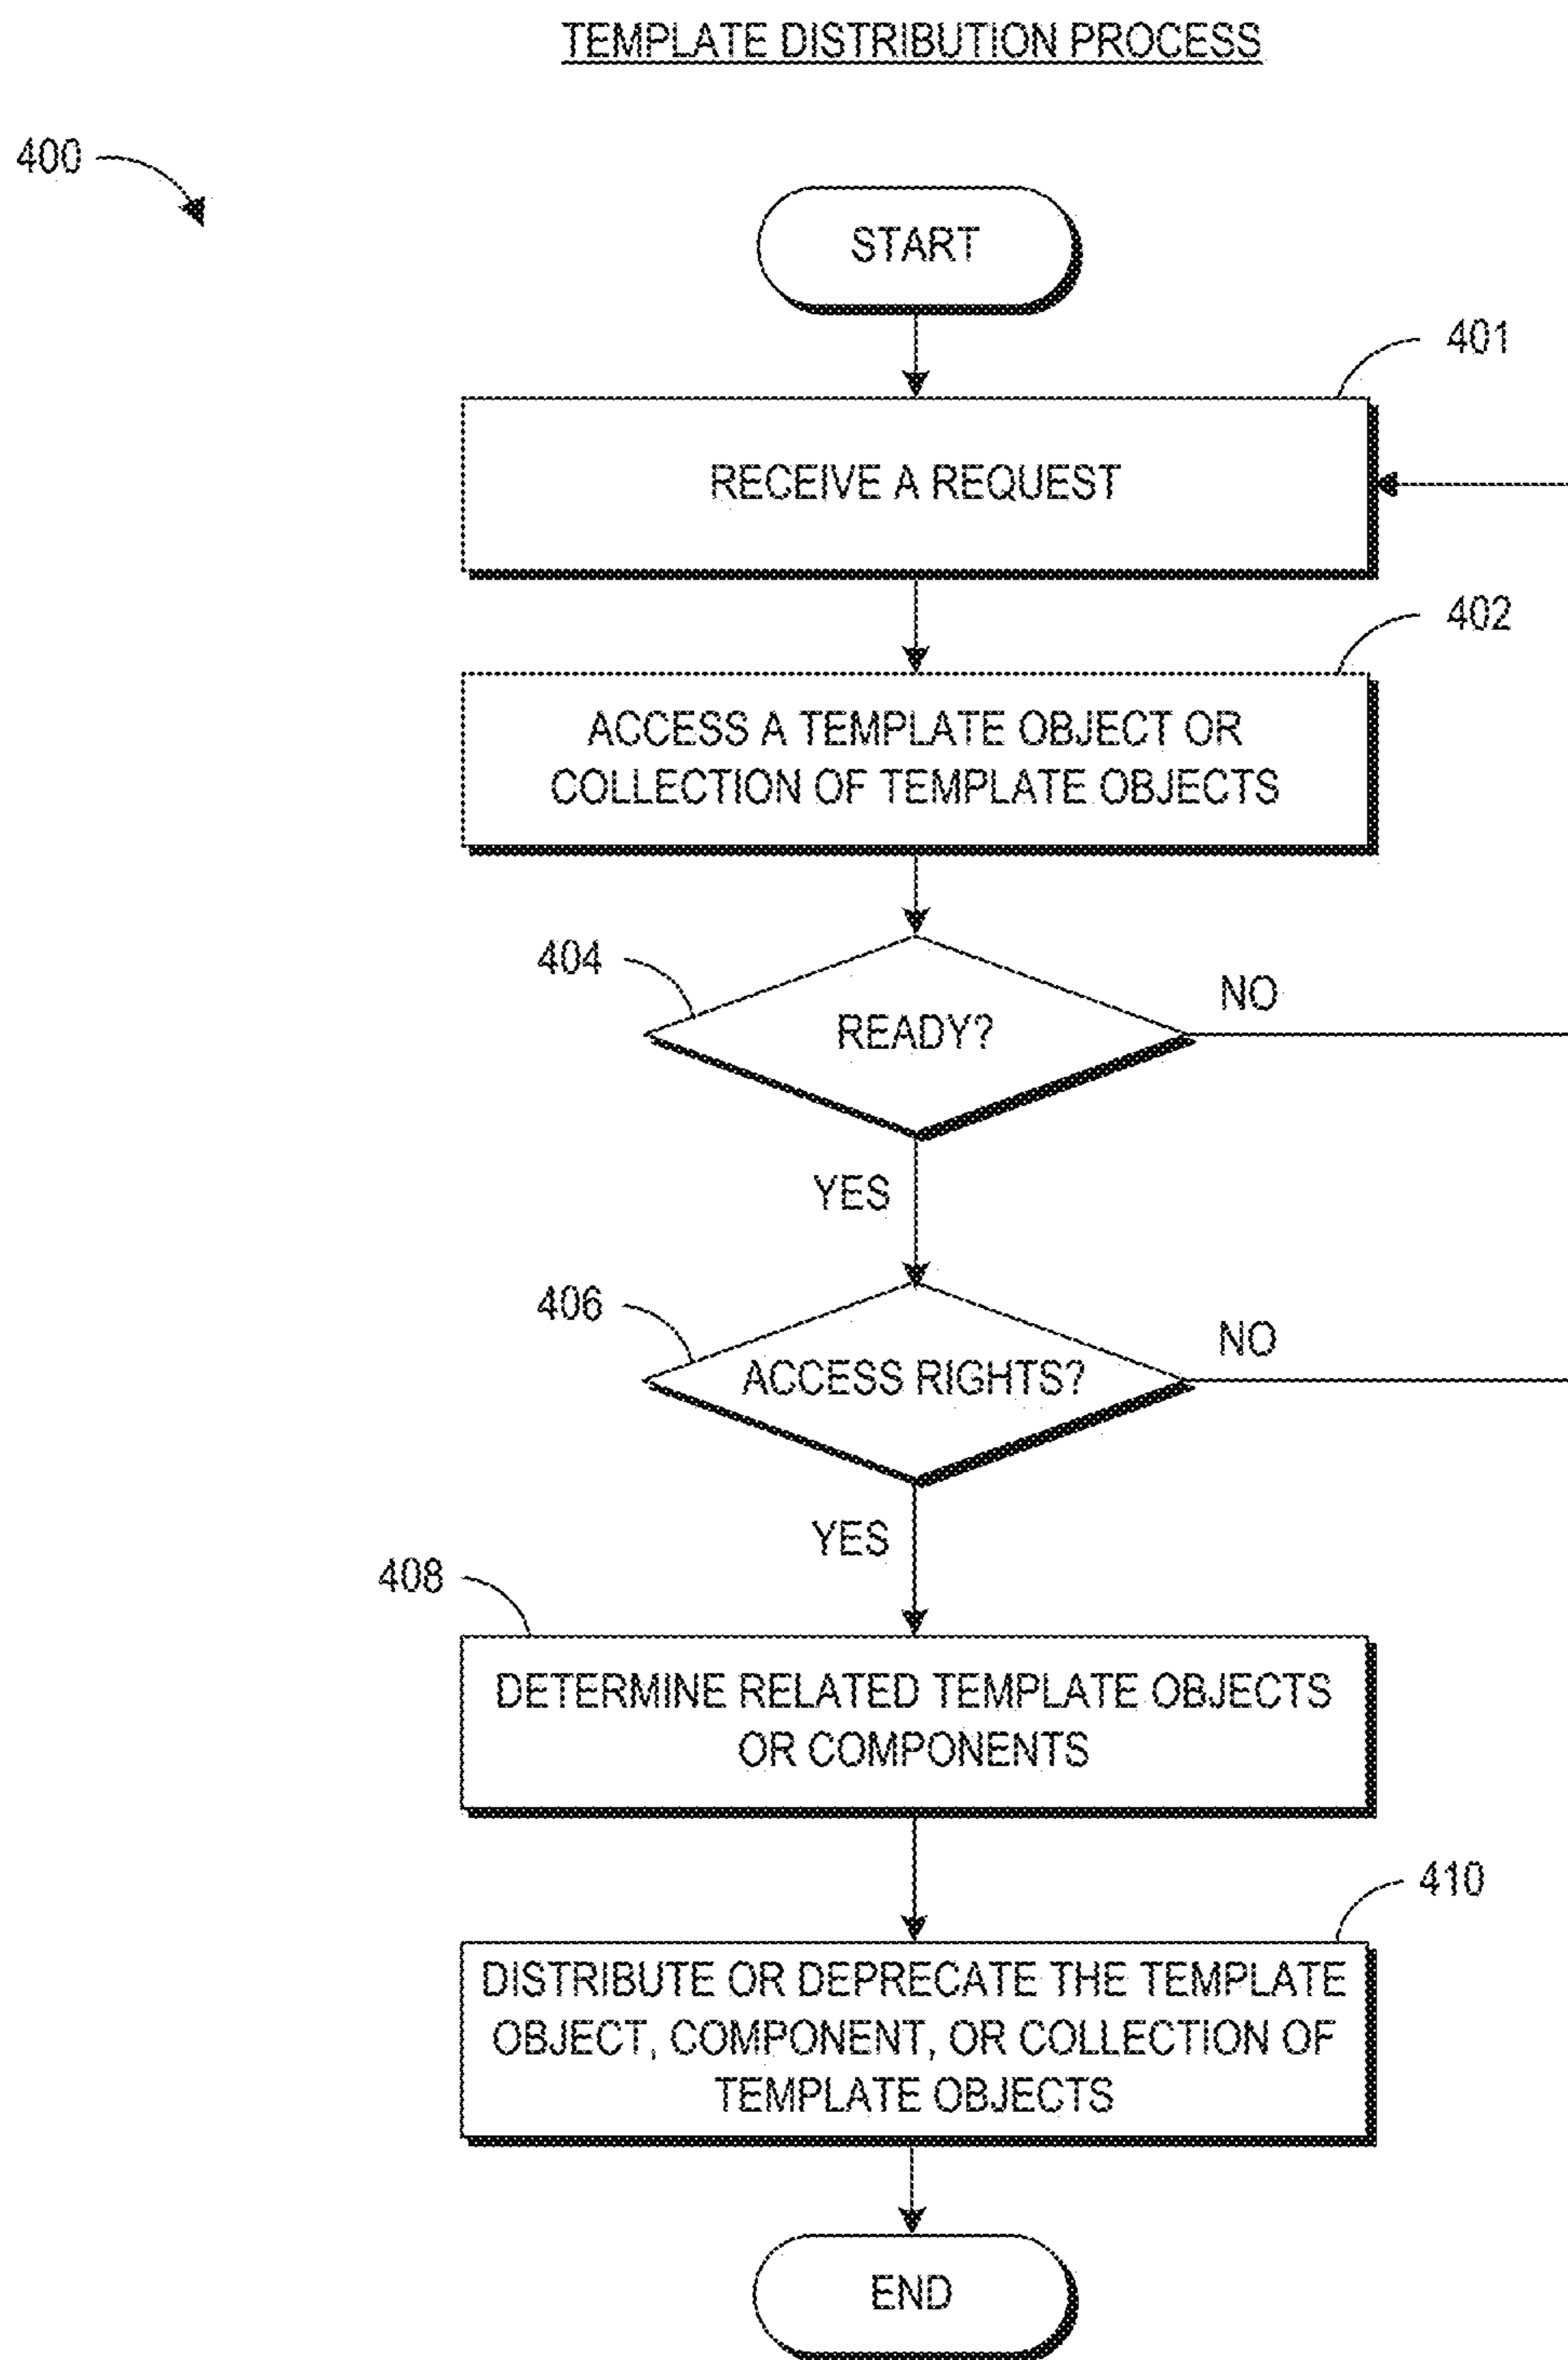 TEMPLATE DISTRIBUTION PROCESS
400
START
401
RECEIVE A REQUEST
402
ACCESS A TEMPLATE OBJECT OR
COLLECTION OF TEMPLATE OBJECTS
404
READY?
NO
YES
406
ACCESS RIGHTS?
NO
YES
408
DETERMINE RELATED TEMPLATE OBJECTS
OR COMPONENTS
410
DISTRIBUTE OR DEPRECATE THE TEMPLATE
OBJECT, COMPONENT, OR COLLECTION OF
TEMPLATE OBJECTS
END